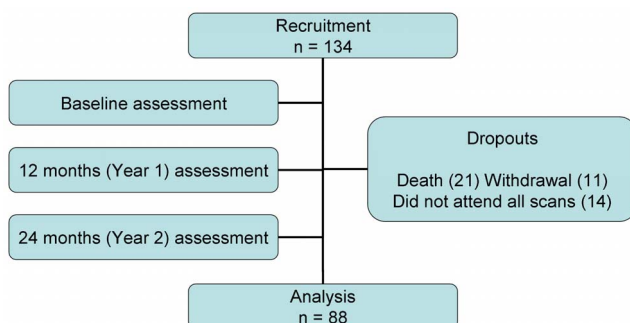 Recruitment
n = 134
Baseline assessment
12 months (Year 1) assessment
24 months (Year 2) assessment
Dropouts
Death (21) Withdrawal (11)
Did not attend all scans (14)
Analysis
n = 88